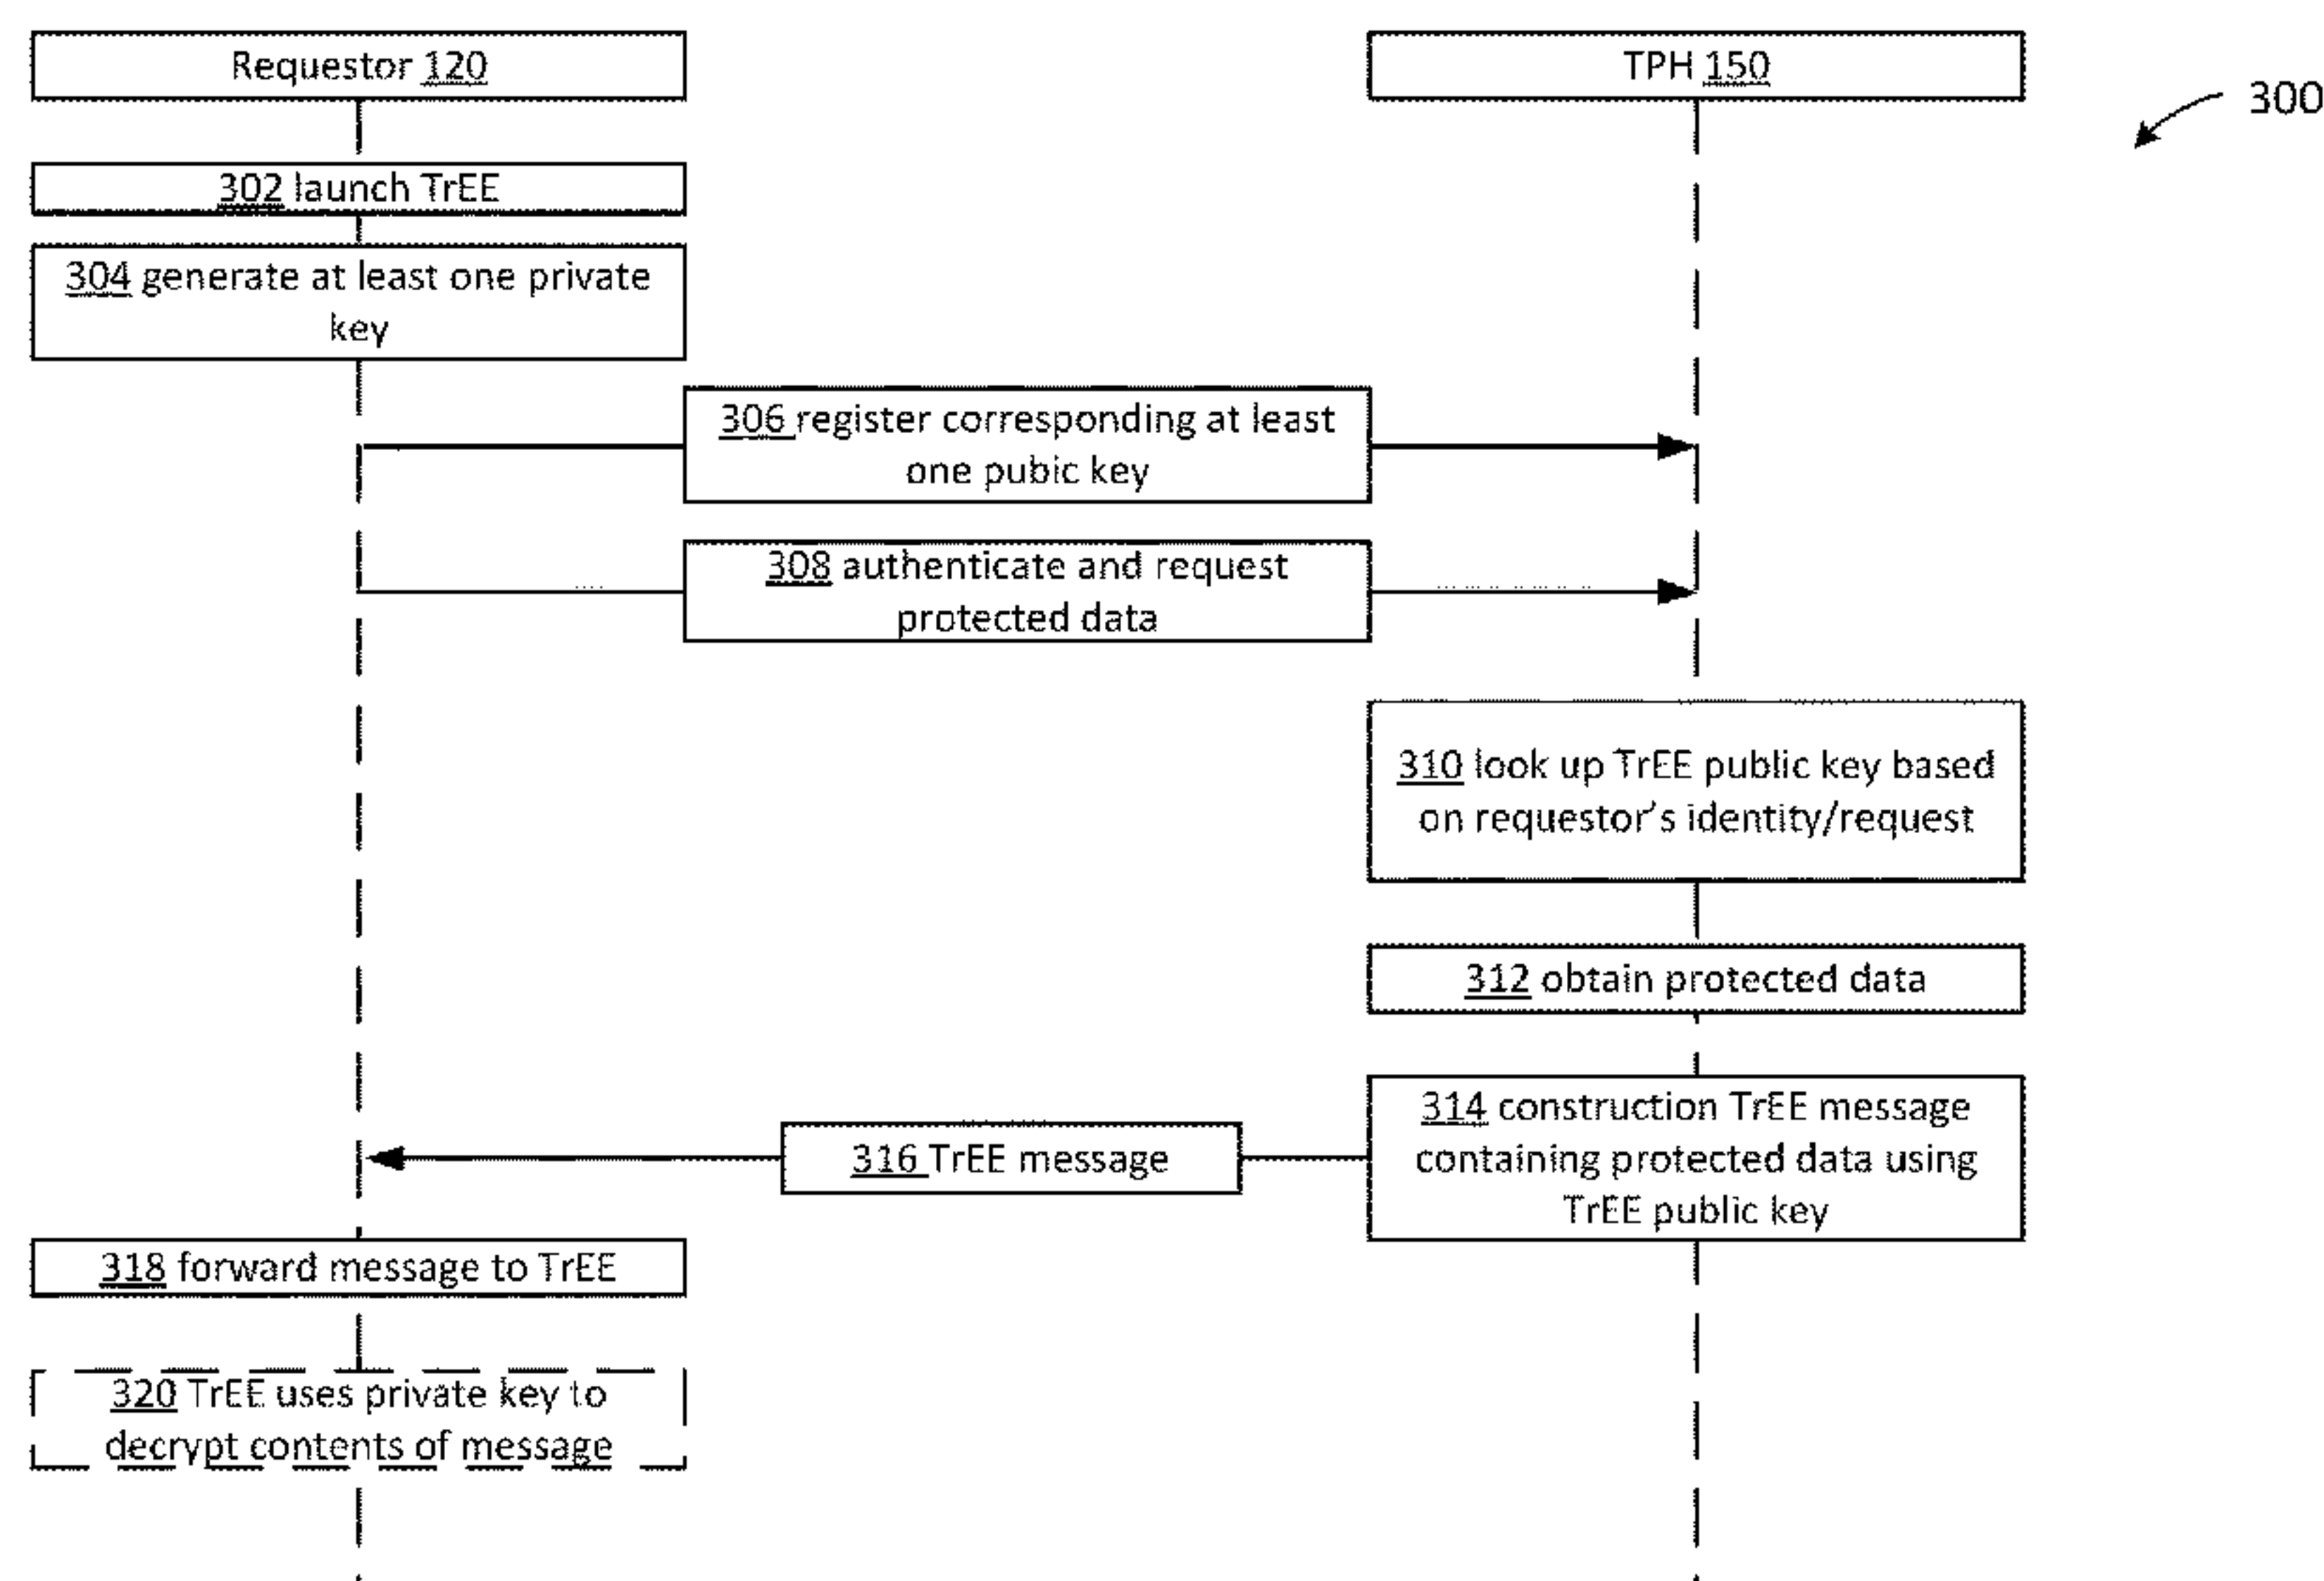 Requestor 120
TPH 150
300
302 launch TrEE
304 generate at least one private
key
306 register corresponding at least
one pubic key
308 authenticate and request
protected data
310 look up TrEE public key based
on requestor's identity/request
312 obtain protected data
314 construction TrEE message
containing protected data using
TrEE public key
316 TrEE message
318 forward message to TrEE
320 TrEE uses private key to
decrypt contents of message